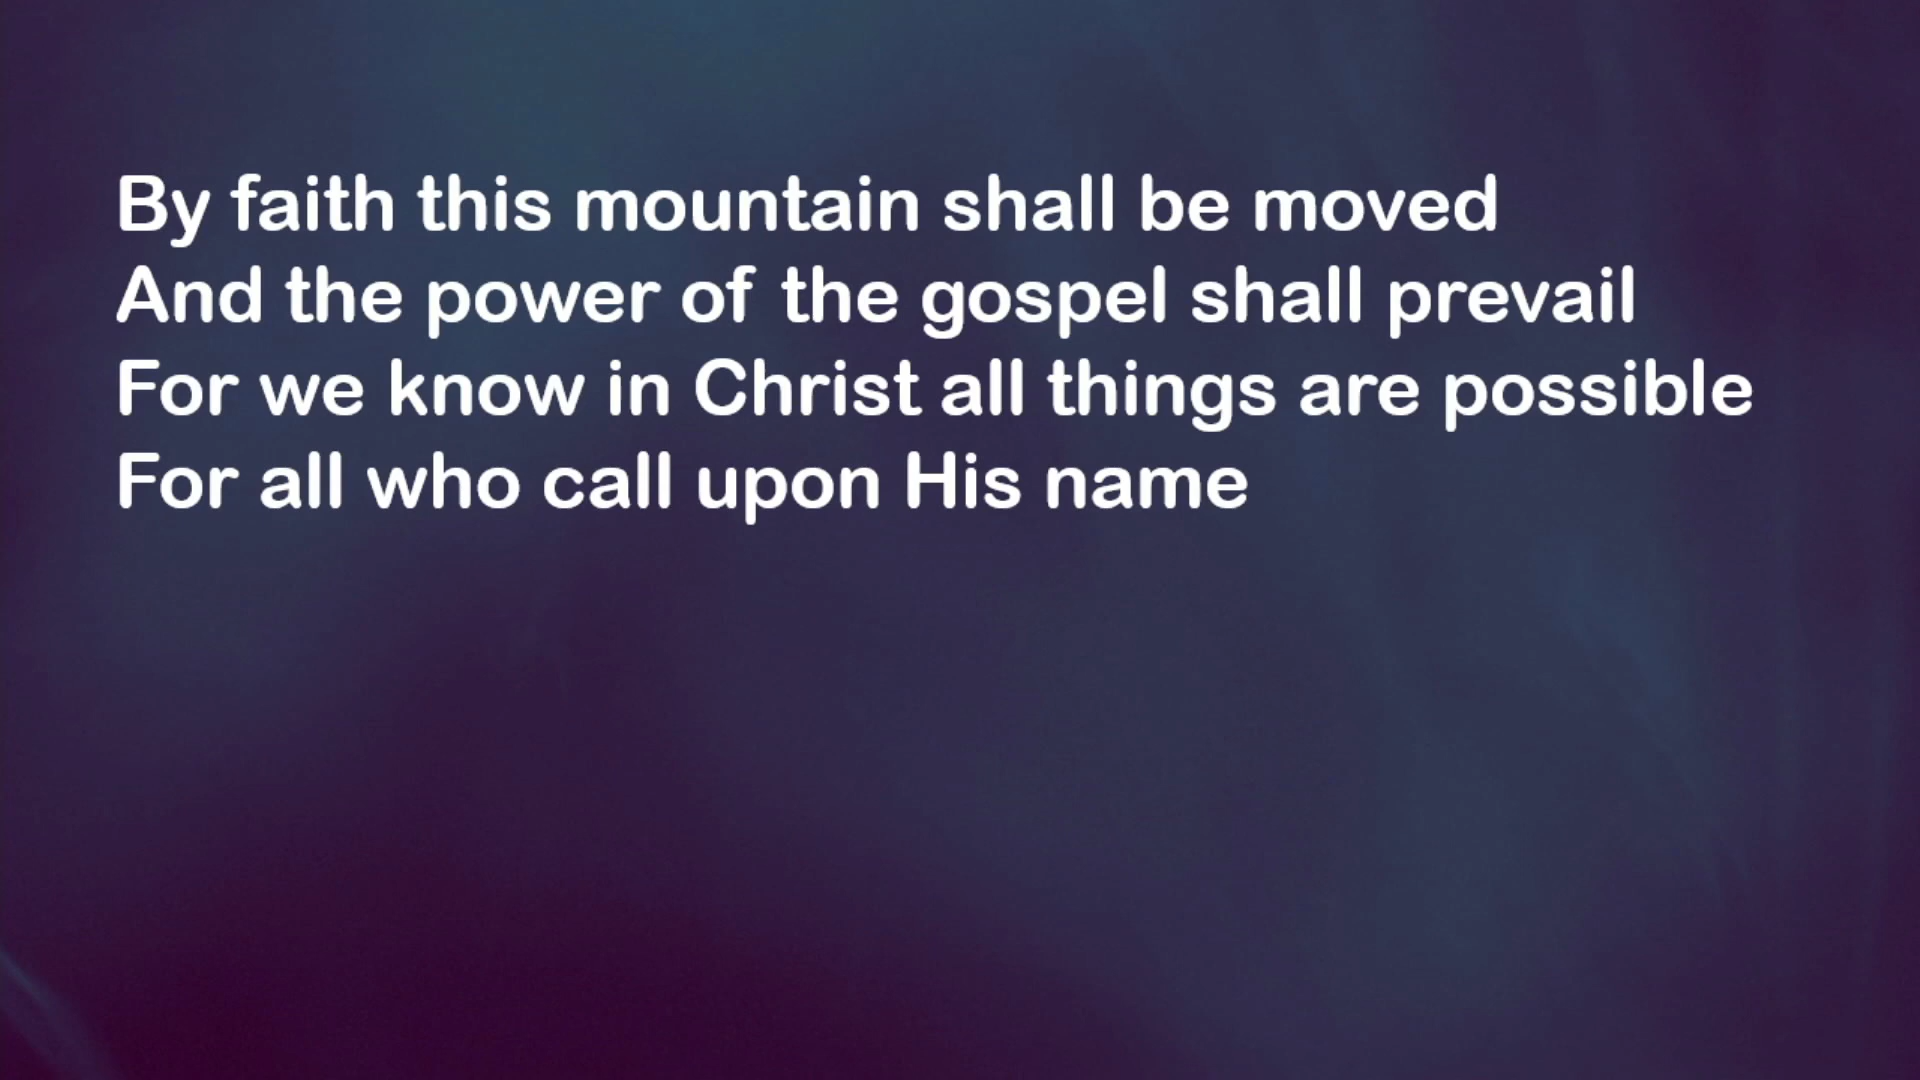 By faith this mountain shall be moved
And the power of the gospel shall prevail
For we know in Christ all things are possible
For all who call upon His name